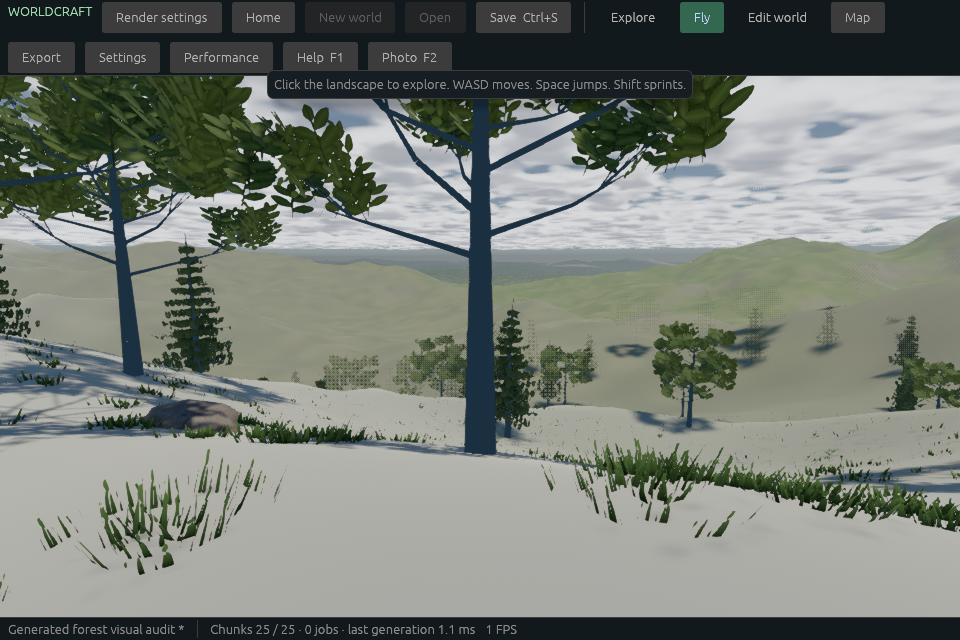 WORLDCRAFT Render settings Home New world Open Save Ctrl+S Explore Fly Edit world Map
Export Settings Performance Help F1 Photo F2
Click the landscape to explore. WASD moves. Space jumps. Shift sprints.
Generated forest visual audit * Chunks 25 / 25 · 0 jobs · last generation 1.1 ms 1 FPS